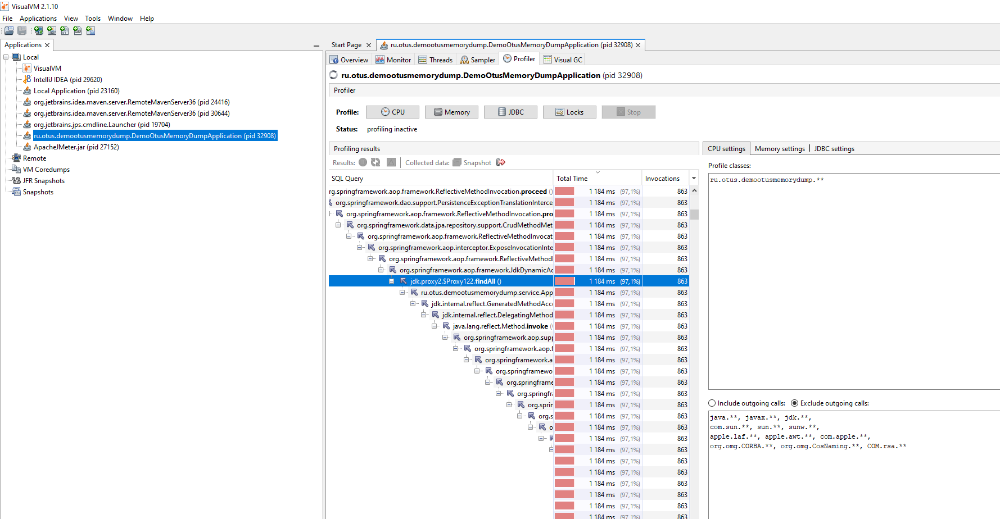 VisualVM 2.1.10
File Applications View Tools Window Help
Applications
Local
VisualVM
IntelliJ IDEA (pid 29620)
Local Application (pid 23160)
org.jetbrains.idea.maven.server.RemoteMavenServer36 (pid 24416)
org.jetbrains.idea.maven.server.RemoteMavenServer36 (pid 30644)
org.jetbrains.jps.cmdline.Launcher (pid 19704)
ru.otus.demootusmemorydump.DemoOtusMemoryDumpApplication (pid 32908)
ApacheJMeter.jar (pid 27152)
Remote
VM Coredumps
JFR Snapshots
Snapshots
Start Page ru.otus.demootusmemorydump.DemoOtusMemoryDumpApplication (pid 32908)
Overview Monitor Threads Sampler Profiler Visual GC
ru.otus.demootusmemorydump.DemoOtusMemoryDumpApplication (pid 32908)
Profiler
Profile: CPU Memory JDBC Locks Stop
Status: profiling inactive
Profiling results
Results: Collected data: Snapshot
SQL Query Total Time Invocations
rg.springframework.aop.framework.ReflectiveMethodInvocation.proceed () 1 184 ms (97,1%) 863
org.springframework.dao.support.PersistenceExceptionTranslationInterce 1 184 ms (97,1%) 863
org.springframework.aop.framework.ReflectiveMethodInvocation.pro 1 184 ms (97,1%) 863
org.springframework.data.jpa.repository.support.CrudMethodMet 1 184 ms (97,1%) 863
org.springframework.aop.framework.ReflectiveMethodInvocat 1 184 ms (97,1%) 863
org.springframework.aop.interceptor.ExposeInvocationInte 1 184 ms (97,1%) 863
org.springframework.aop.framework.ReflectiveMethodI 1 184 ms (97,1%) 863
org.springframework.aop.framework.JdkDynamicAc 1 184 ms (97,1%) 863
jdk.proxy2.$Proxy122.findAll () 1 184 ms (97,1%) 863
ru.otus.demootusmemorydump.service.App 1 184 ms (97,1%) 863
jdk.internal.reflect.GeneratedMethodAcce 1 184 ms (97,1%) 863
jdk.internal.reflect.DelegatingMethod 1 184 ms (97,1%) 863
java.lang.reflect.Method.invoke ( 1 184 ms (97,1%) 863
org.springframework.aop.supp 1 184 ms (97,1%) 863
org.springframework.aop.f 1 184 ms (97,1%) 863
org.springframework.a 1 184 ms (97,1%) 863
org.springframewo 1 184 ms (97,1%) 863
org.springframe 1 184 ms (97,1%) 863
org.springfr 1 184 ms (97,1%) 863
org.sprin 1 184 ms (97,1%) 863
org.s 1 184 ms (97,1%) 863
o 1 184 ms (97,1%) 863
1 184 ms (97,1%) 863
1 184 ms (97,1%) 863
1 184 ms (97,1%) 863
1 184 ms (97,1%) 863
1 184 ms (97,1%) 863
1 184 ms (97,1%) 863
1 184 ms (97,1%) 863
1 184 ms (97,1%) 863
CPU settings Memory settings JDBC settings
Profile classes:
ru.otus.demootusmemorydump.**
Include outgoing calls: Exclude outgoing calls:
java.**, javax.**, jdk.**,
com.sun.**, sun.**, sunw.**,
apple.laf.**, apple.awt.**, com.apple.**,
org.omg.CORBA.**, org.omg.CosNaming.**, COM.rsa.**